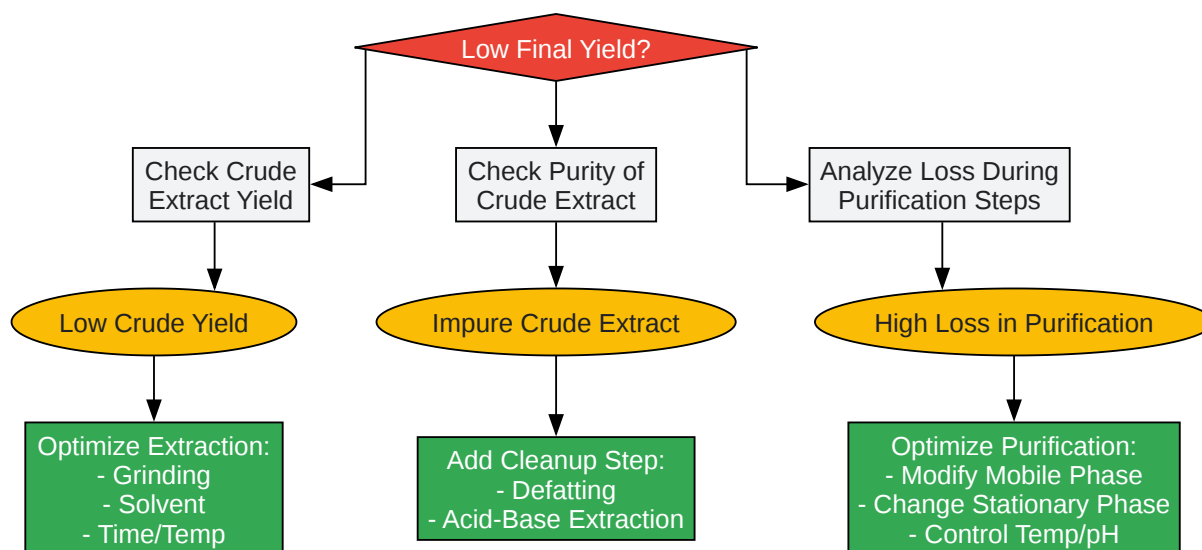 Low Final Yield?
Check Crude
Extract Yield
Check Purity of
Crude Extract
Analyze Loss During
Purification Steps
Low Crude Yield
Impure Crude Extract
High Loss in Purification
Optimize Extraction:
- Grinding
- Solvent
- Time/Temp
Add Cleanup Step:
- Defatting
- Acid-Base Extraction
Optimize Purification:
- Modify Mobile Phase
- Change Stationary Phase
- Control Temp/pH